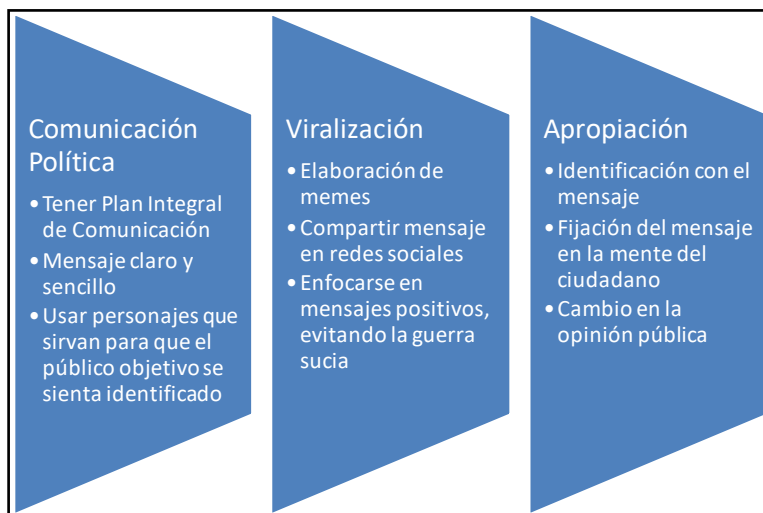 Comunicación
Política
•Tener Plan Integral
de Comunicación
•Mensaje claro y
sencillo
•Usar personajes que
sirvan para que el
público objetivo se
sienta identificado
Viralización
•Elaboración de
memes
•Compartir mensaje
en redes sociales
•Enfocarse en
mensajes positivos,
evitando la guerra
sucia
Apropiación
•Identificación con el
mensaje
•Fijación del mensaje
en la mente del
ciudadano
•Cambio en la
opinión pública